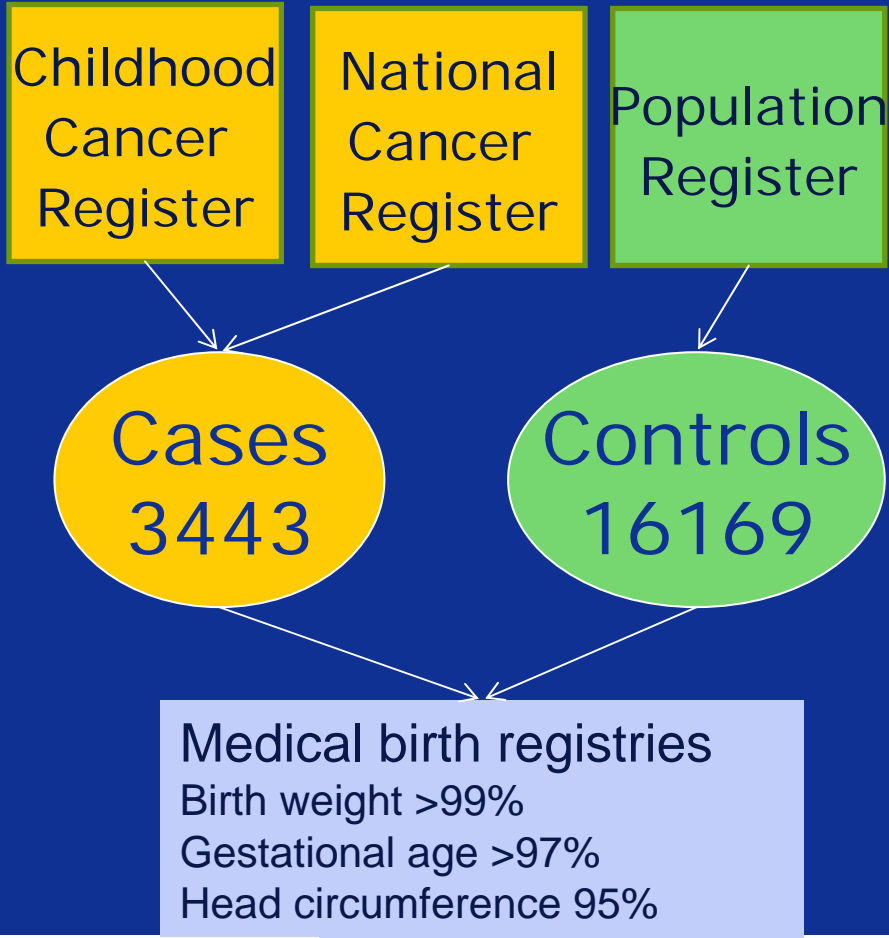 Childhood
Cancer
Register
National
Cancer
Register
Population
Register
Cases
3443
Controls
16169
Medical birth registries
Birth weight >99%
Gestational age >97%
Head circumference 95%